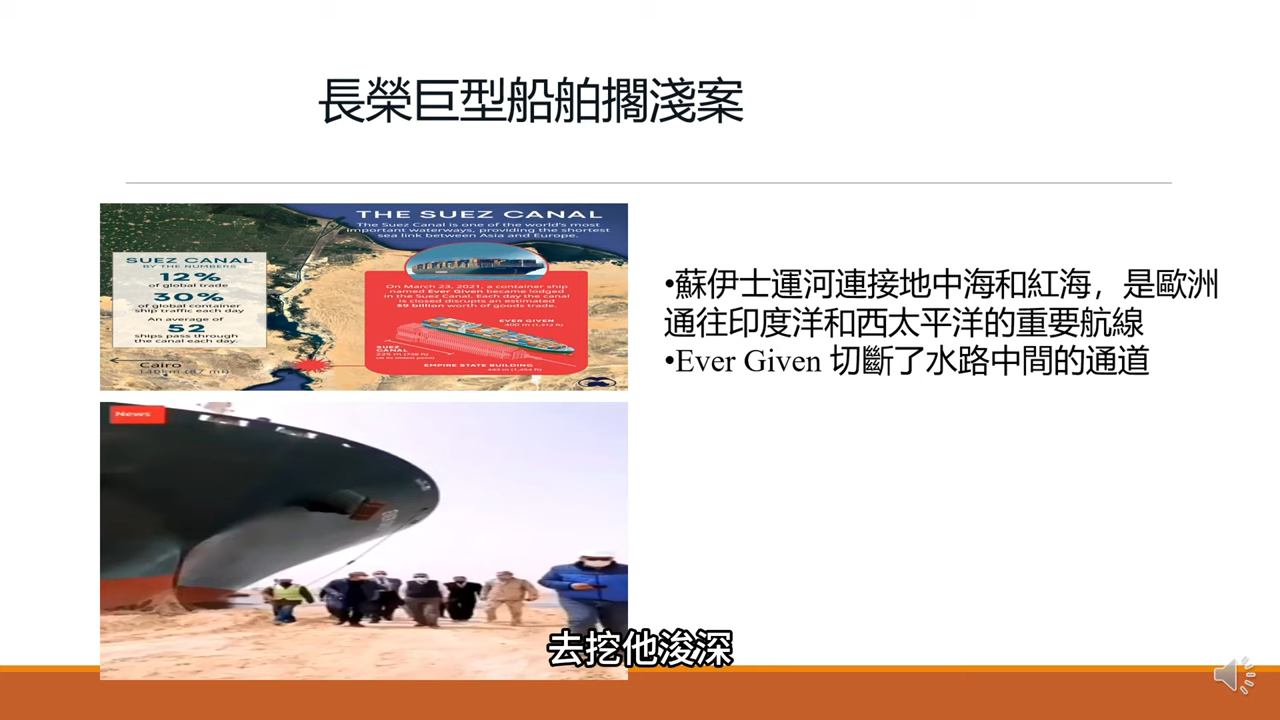 長榮巨型船舶擱淺案
THE SUEZ CANAL
The Suez Canal is one of the world's most
important waterways, providing the shortest
sea link between Asia and Europe.
SUEZ CANAL
BY THE NUMBERS
12%
of global trade
30%
of global container
ship traffic each day
An average of
52
ships pass through
the canal each day.
Cairo
On March 23, 2021, a container ship
named Ever Given became lodged
in the Suez Canal. Each day the canal
is closed disrupts an estimated
$9 billion worth of goods trade.
EVER GIVEN
400 m (1,312 ft)
SUEZ
CANAL
225 m (738 ft)
EMPIRE STATE BUILDING
443 m (1,454 ft)
•蘇伊士運河連接地中海和紅海，是歐洲
通往印度洋和西太平洋的重要航線
•Ever Given 切斷了水路中間的通道
News
去挖他浚深